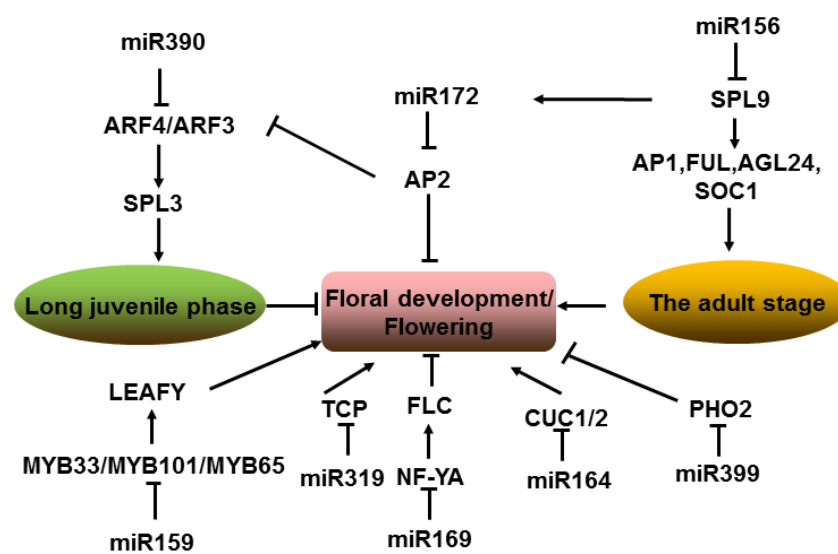 miR390
miR156
miR172
SPL9
ARF4/ARF3
AP1,FUL,AGL24,
SOC1
AP2
SPL3
Long juvenile phase
Floral development/
Flowering
The adult stage
LEAFY
TCP
FLC
CUC1/2
PHO2
MYB33/MYB101/MYB65
miR319
NF-YA
miR164
miR399
miR159
miR169